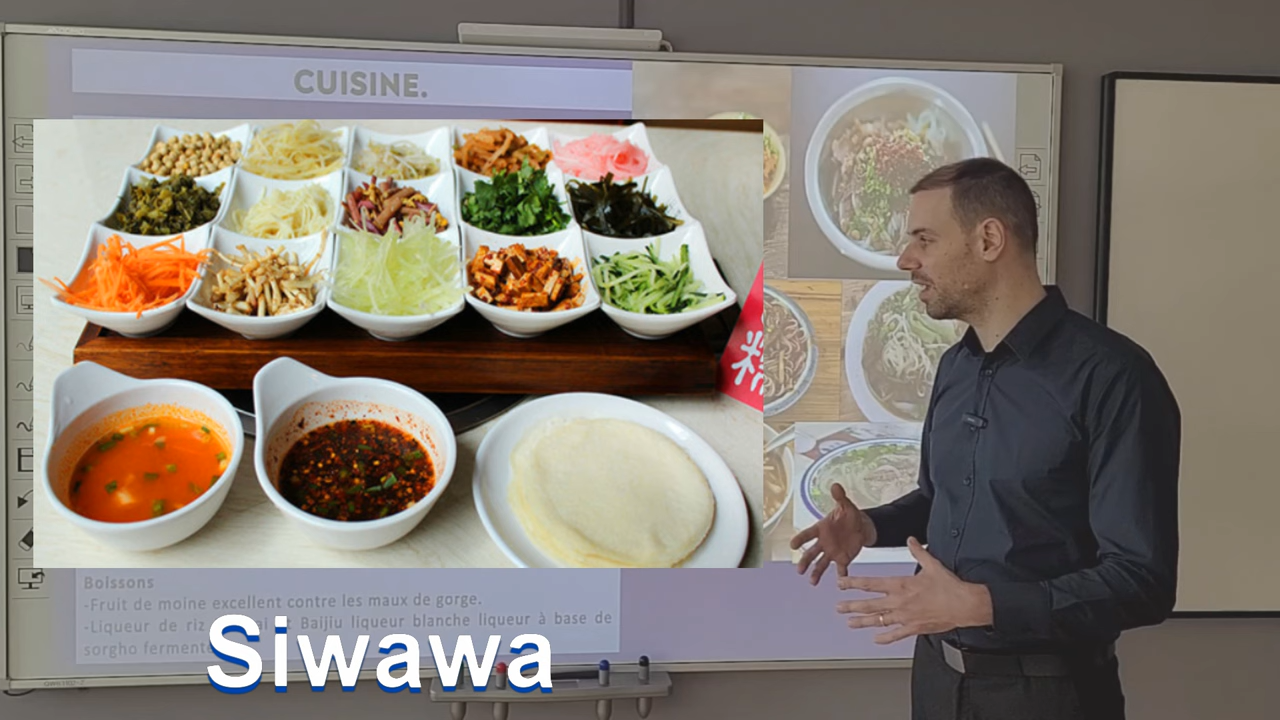 CUISINE.
Boissons
-Fruit de moine excellent contre les maux de gorge.
-Liqueur de riz Baijiu liqueur blanche liqueur à base de
sorgho
Siwawa